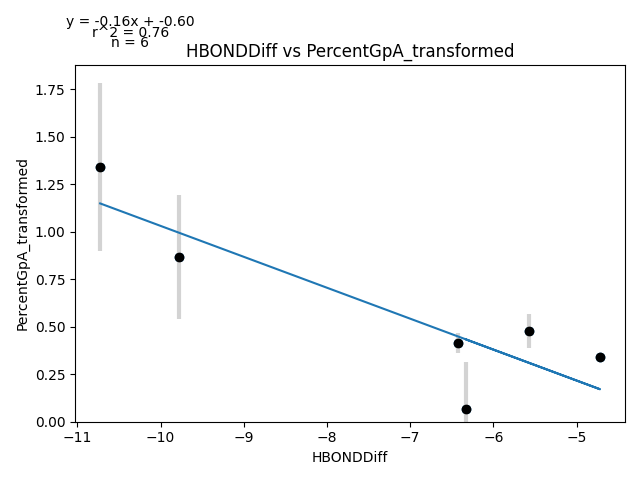 y = -0.16x + -0.60
r^2 = 0.76
n = 6
HBONDDiff vs PercentGpA_transformed
PercentGpA_transformed
1.75
1.50
1.25
1.00
0.75
0.50
0.25
0.00
−11
−10
−9
−8
−7
−6
−5
HBONDDiff